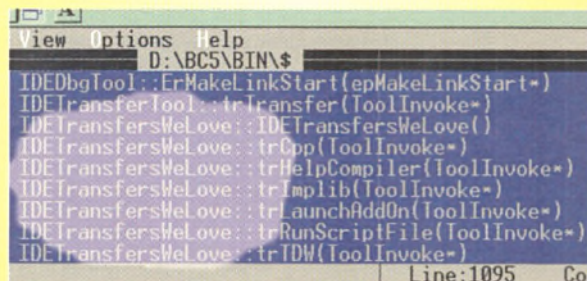 View Options Help
D:\BC5\BIN\$
IDEDbgTool::ErMakeLinkStart(epMakeLinkStart*)
IDETransferTool::trTransfer(ToolInvoke*)
IDETransfersWeLove::IDETransfersWeLove()
IDETransfersWeLove::trCpp(ToolInvoke*)
IDETransfersWeLove::trHelpCompiler(ToolInvoke*)
IDETransfersWeLove::trImplib(ToolInvoke*)
IDETransfersWeLove::trLaunchAddOn(ToolInvoke*)
IDETransfersWeLove::trRunScriptFile(ToolInvoke*)
IDETransfersWeLove::trTDW(ToolInvoke*)
Line:1095 Co